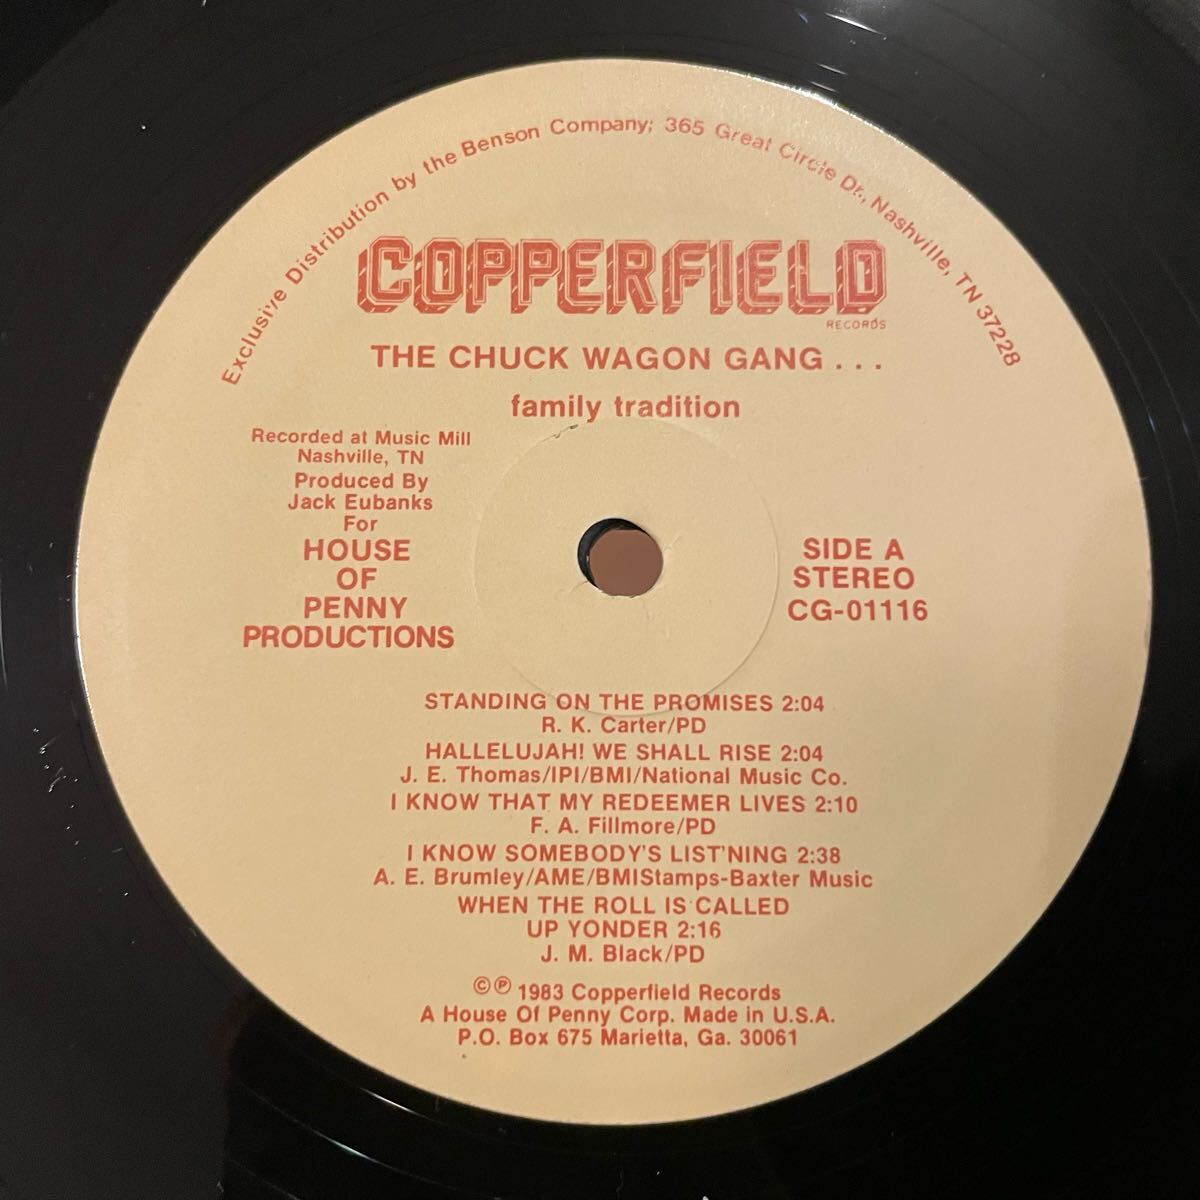 Exclusive Distribution by the Benson Company; 365 Great Circle Dr., Nashville, TN 37228
COPPERFIELD
RECORDS
THE CHUCK WAGON GANG . . .
family tradition
Recorded at Music Mill
Nashville, TN
Produced By
Jack Eubanks
For
HOUSE
OF
PENNY
PRODUCTIONS
SIDE A
STEREO
CG-01116
STANDING ON THE PROMISES 2:04
R. K. Carter/PD
HALLELUJAH! WE SHALL RISE 2:04
J. E. Thomas/IPI/BMI/National Music Co.
I KNOW THAT MY REDEEMER LIVES 2:10
F. A. Fillmore/PD
I KNOW SOMEBODY'S LIST'NING 2:38
A. E. Brumley/AME/BMIStamps-Baxter Music
WHEN THE ROLL IS CALLED
UP YONDER 2:16
J. M. Black/PD
©℗ 1983 Copperfield Records
A House Of Penny Corp. Made in U.S.A.
P.O. Box 675 Marietta, Ga. 30061